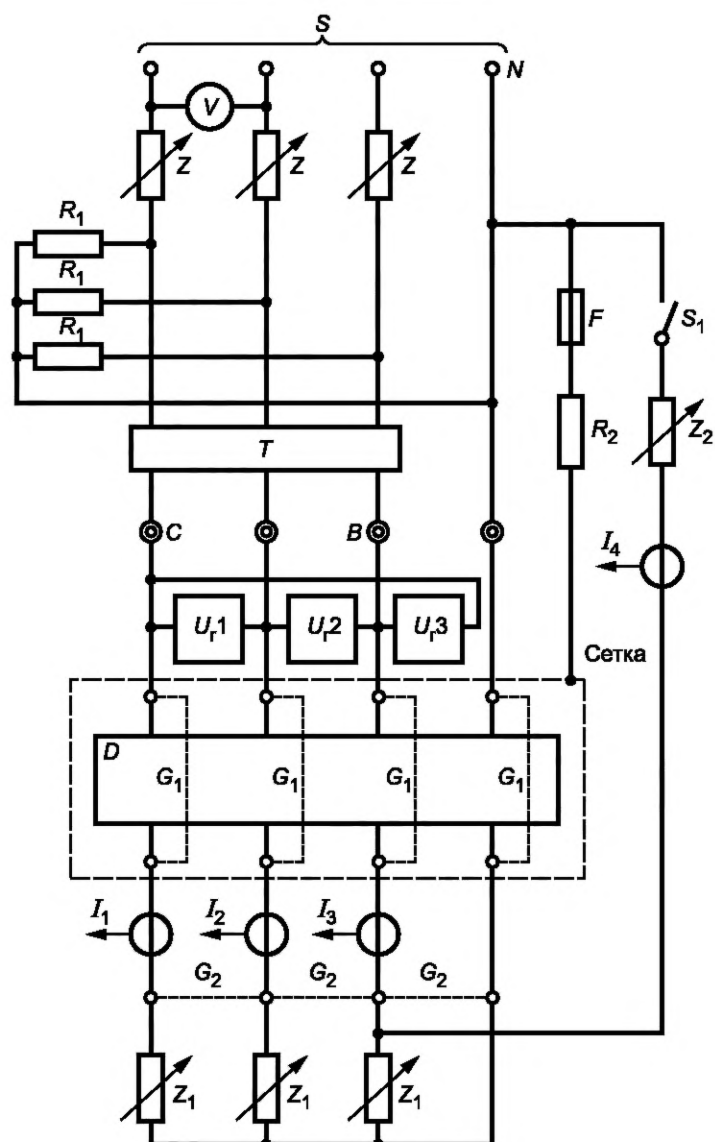 S
N
V
Z Z Z
R₁
R₁
R₁
F
S₁
T
R₂
Z₂
C B
I₄
Uᵣ1 Uᵣ2 Uᵣ3
Сетка
D
G₁ G₁ G₁ G₁
I₁ I₂ I₃
G₂ G₂ G₂
Z₁ Z₁ Z₁